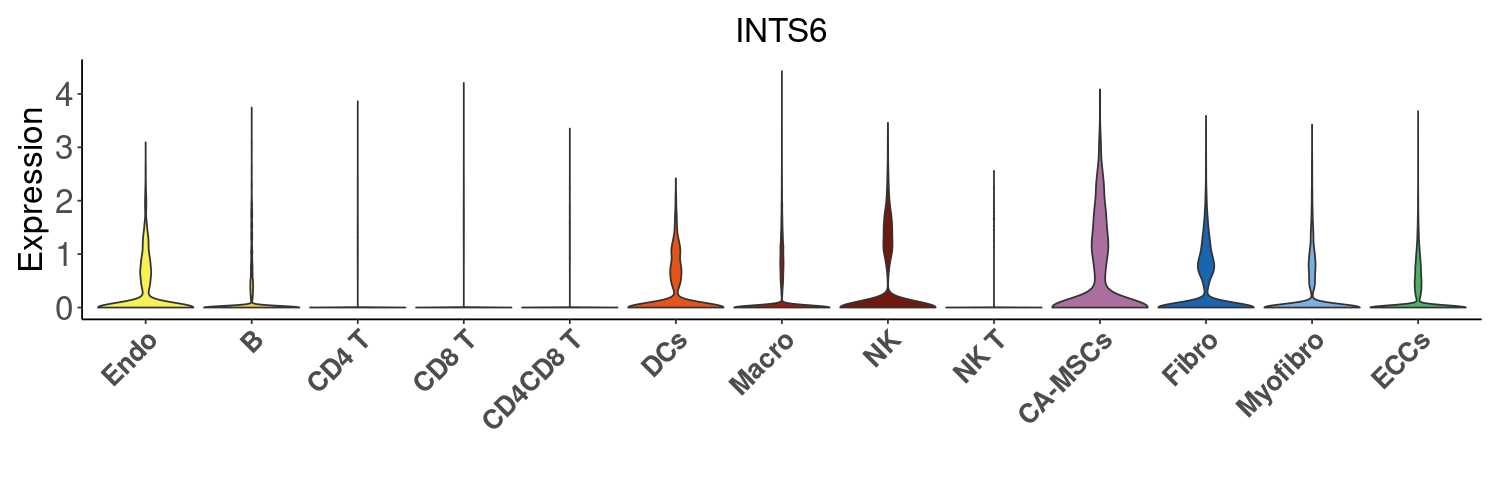 INTS6
Expression
4
3
2
1
0
Endo
B
CD4 T
CD8 T
CD4CD8 T
DCs
Macro
NK
NK T
CA-MSCs
Fibro
Myofibro
ECCs